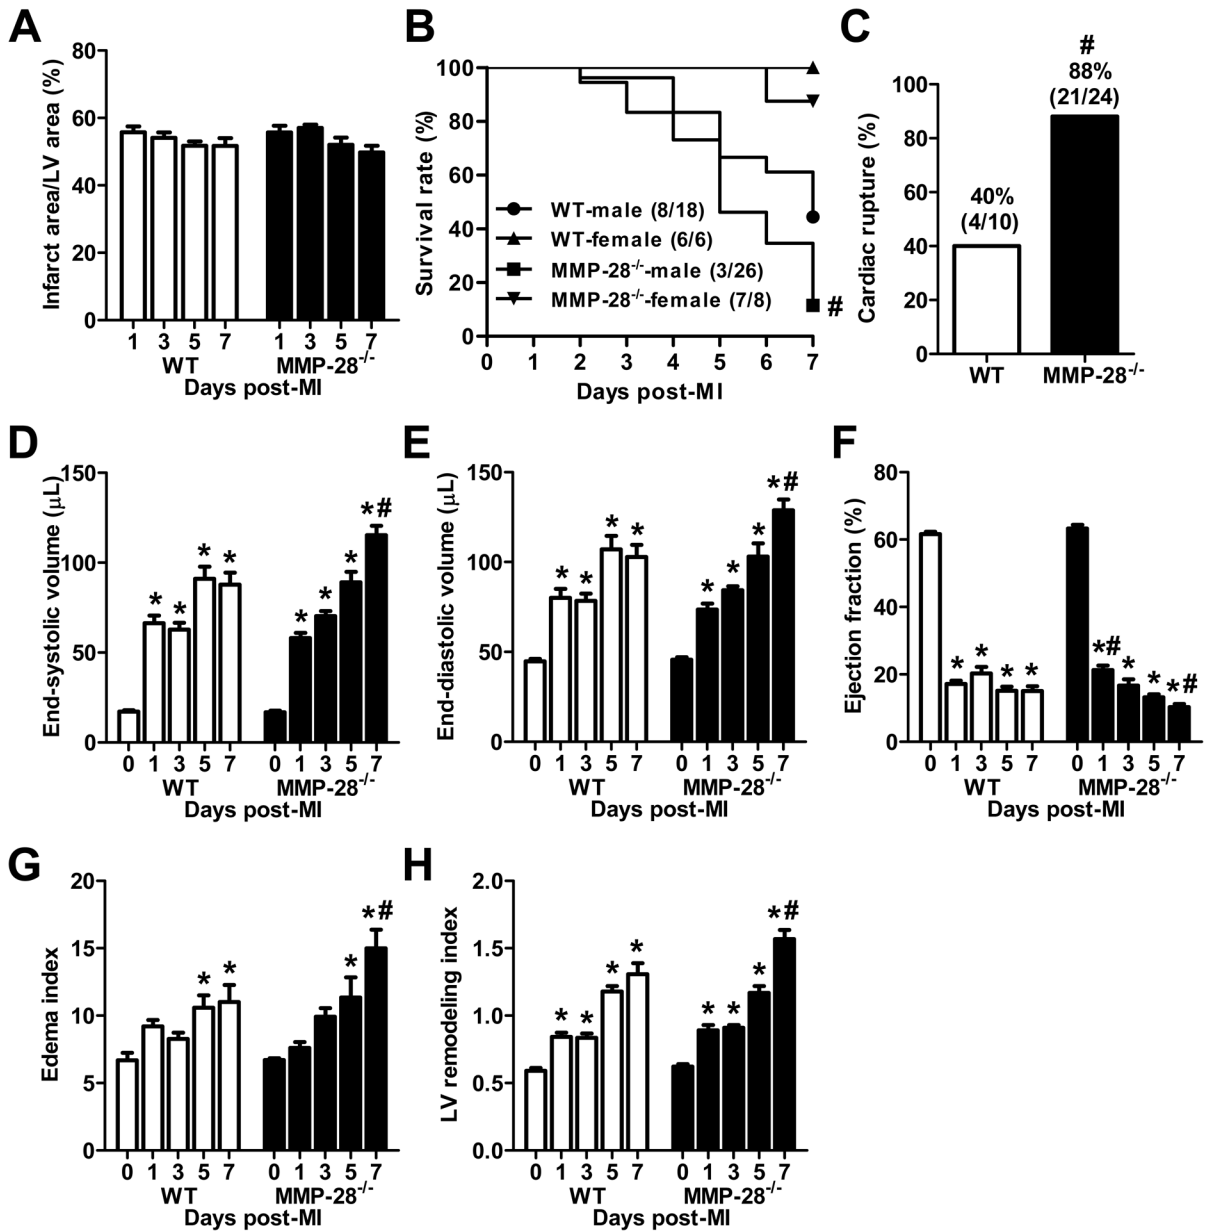 A
Infarct area/LV area (%)
80
60
40
20
0
1 3 5 7 1 3 5 7
WT MMP-28⁻/⁻
Days post-MI
B
Survival rate (%)
100
80
60
40
20
0
WT-male (8/18)
WT-female (6/6)
MMP-28⁻/⁻-male (3/26)
MMP-28⁻/⁻-female (7/8)
#
0 1 2 3 4 5 6 7
Days post-MI
C
Cardiac rupture (%)
100
80
60
40
20
0
40%
(4/10)
#
88%
(21/24)
WT MMP-28⁻/⁻
D
End-systolic volume (μL)
150
100
50
0
* * * * * * * *#
0 1 3 5 7 0 1 3 5 7
WT MMP-28⁻/⁻
Days post-MI
E
End-diastolic volume (μL)
150
100
50
0
* * * * * * * *#
0 1 3 5 7 0 1 3 5 7
WT MMP-28⁻/⁻
Days post-MI
F
Ejection fraction (%)
80
60
40
20
0
* * * * *# * * *#
0 1 3 5 7 0 1 3 5 7
WT MMP-28⁻/⁻
Days post-MI
G
Edema index
20
15
10
5
0
* * * *#
0 1 3 5 7 0 1 3 5 7
WT MMP-28⁻/⁻
Days post-MI
H
LV remodeling index
2.0
1.5
1.0
0.5
0.0
* * * * * * * *#
0 1 3 5 7 0 1 3 5 7
WT MMP-28⁻/⁻
Days post-MI